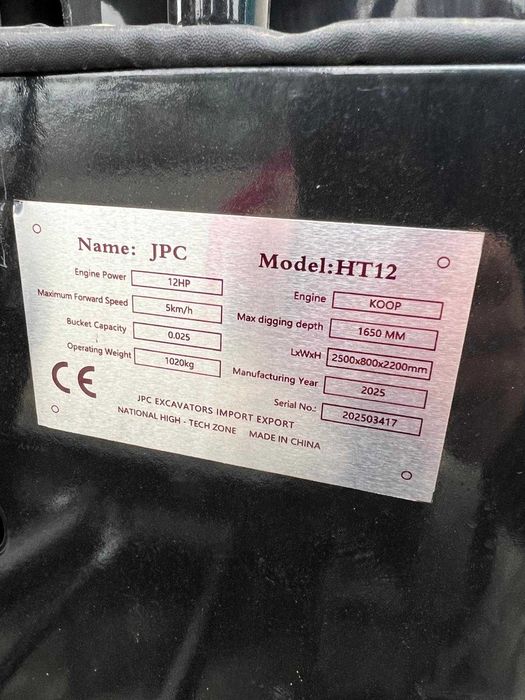 Name: JPC
Model:HT12
Engine Power 12HP
Engine KOOP
Maximum Forward Speed 5km/h
Max digging depth 1650 MM
Bucket Capacity 0.025
LxWxH 2500x800x2200mm
Operating Weight 1020kg
Manufacturing Year 2025
Serial No.: 202503417
CE
JPC EXCAVATORS IMPORT EXPORT
NATIONAL HIGH - TECH ZONE MADE IN CHINA